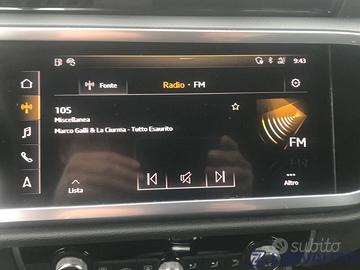 9:43
Fonte
Radio · FM
105
Miscellanea
Marco Galli & La Ciurma - Tutto Esaurito
FM
Lista
Altro
subito